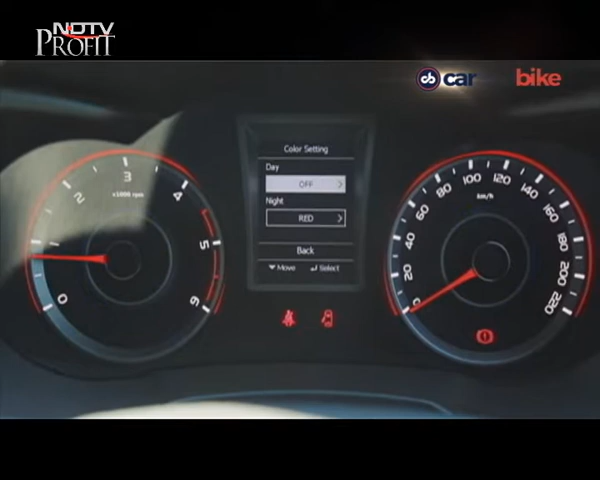 NDTV
PROFIT
cb car bike
Color Setting
Day
OFF
Night
RED
Back
Move Select
0
2
3
4
5
6
x1000 rpm
0
20
40
60
80
100
120
140
160
180
200
220
km/h